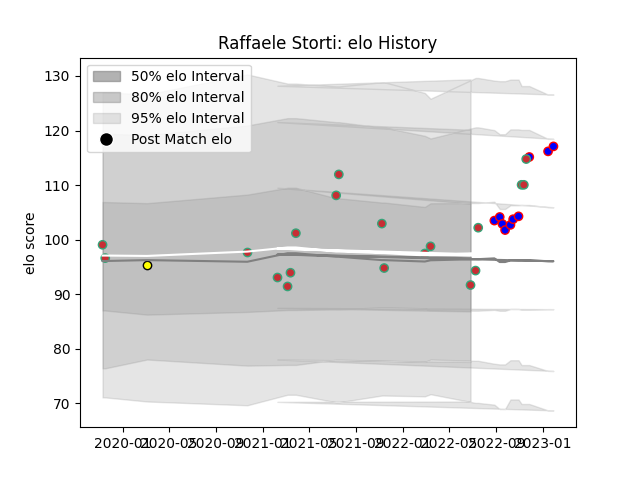 Raffaele Storti: elo History
50% elo Interval
80% elo Interval
95% elo Interval
Post Match elo
elo score
130
120
110
100
90
80
70
2020-01 2020-05 2020-09 2021-01 2021-05 2021-09 2022-01 2022-05 2022-09 2023-01